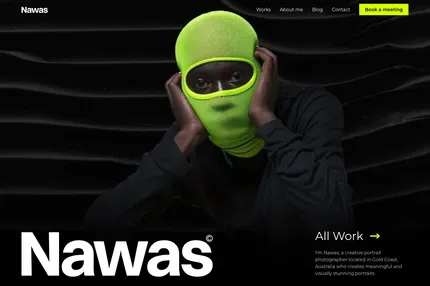 Nawas
Works About me Blog Contact Book a meeting
Nawas©
All Work →
I'm Nawas, a creative portrait
photographer located in Gold Coast,
Australia who creates meaningful and
visually stunning portraits